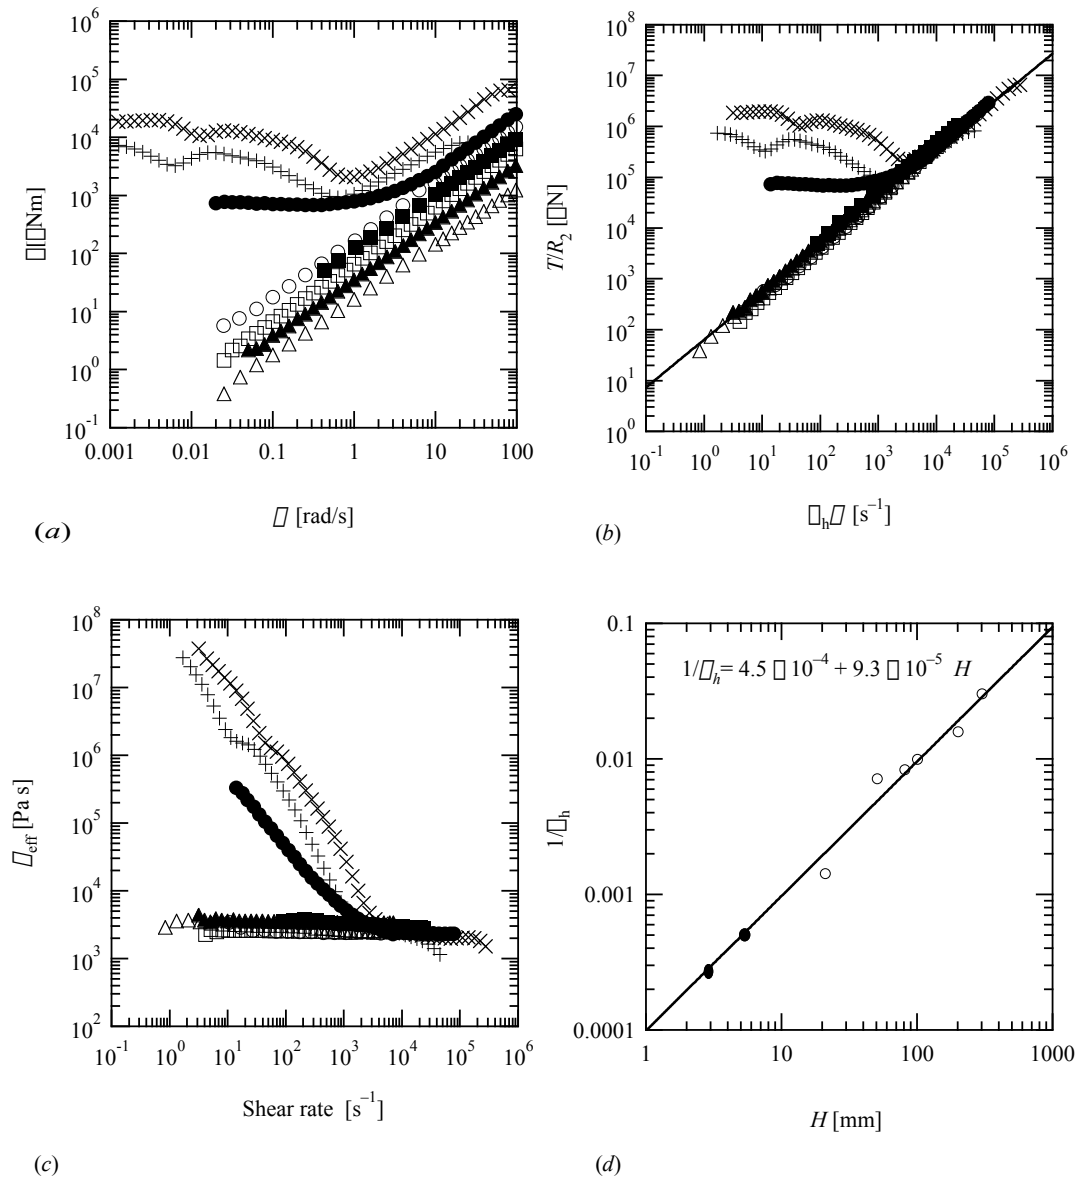 10^6
10^5
10^4
10^3
10^2
10^1
10^0
10^-1
0.001 0.01 0.1 1 10 100
[rad/s]
(a)
10^8
10^7
10^6
10^5
10^4
10^3
10^2
10^1
10^0
T/R_2 [□N]
10^-1 10^0 10^1 10^2 10^3 10^4 10^5 10^6
□_h□ [s^-1]
(b)
10^8
10^7
10^6
10^5
10^4
10^3
10^2
□_eff [Pa s]
10^-1 10^0 10^1 10^2 10^3 10^4 10^5 10^6
Shear rate [s^-1]
(c)
0.1
0.01
0.001
0.0001
1/□_h = 4.5 □ 10^-4 + 9.3 □ 10^-5 H
1/□_h
1 10 100 1000
H [mm]
(d)